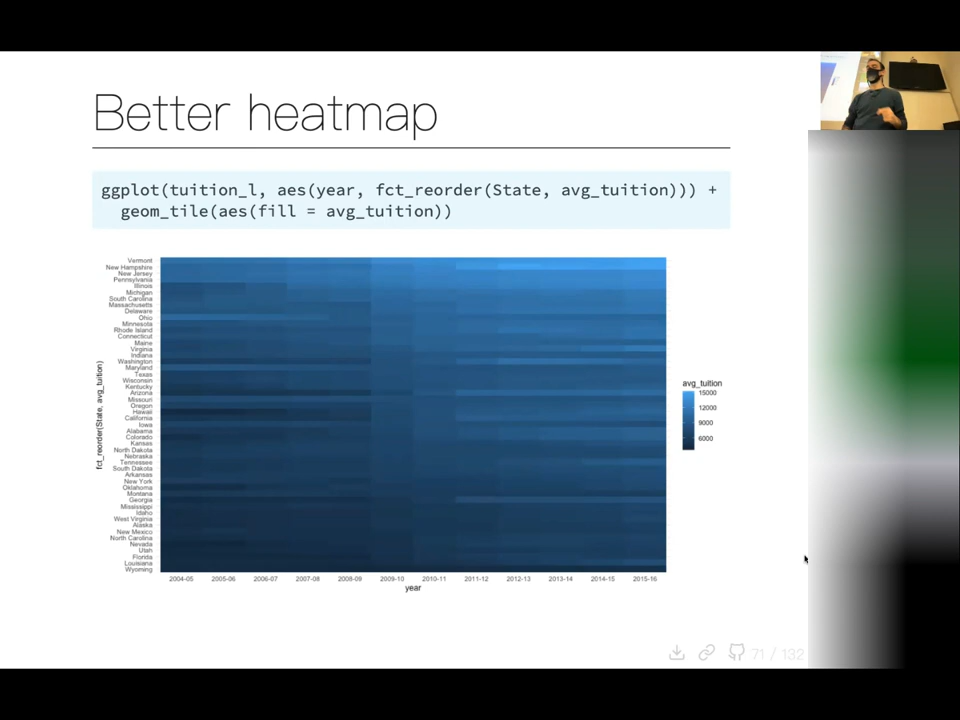 Better heatmap
ggplot(tuition_l, aes(year, fct_reorder(State, avg_tuition))) +
geom_tile(aes(fill = avg_tuition))
Vermont
New Hampshire
New Jersey
Pennsylvania
Illinois
Michigan
South Carolina
Massachusetts
Delaware
Ohio
Minnesota
Rhode Island
Connecticut
Maine
Virginia
Indiana
Washington
Maryland
Texas
Wisconsin
Kentucky
Arizona
Missouri
Oregon
Hawaii
California
Iowa
Alabama
Colorado
Kansas
North Dakota
Nebraska
Tennessee
South Dakota
Arkansas
New York
Oklahoma
Montana
Georgia
Mississippi
Idaho
West Virginia
Alaska
New Mexico
North Carolina
Nevada
Utah
Florida
Louisiana
Wyoming
fct_reorder(State, avg_tuition)
2004-05 2005-06 2006-07 2007-08 2008-09 2009-10 2010-11 2011-12 2012-13 2013-14 2014-15 2015-16
year
avg_tuition
15000
12000
9000
6000
71 / 132